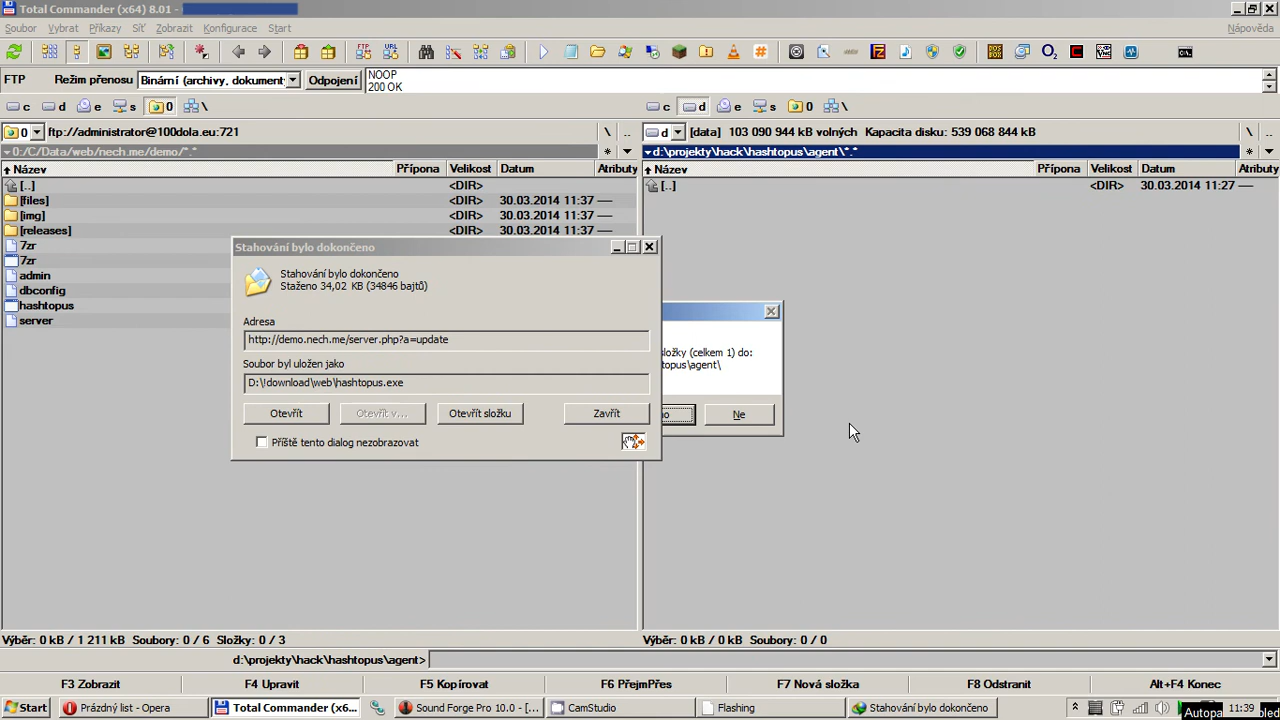 Total Commander (x64) 8.01 -
Soubor Vybrat Příkazy Síť Zobrazit Konfigurace Start Nápověda
FTP URL
FTP Režim přenosu Binární (archivy, dokument Odpojení
NOOP
200 OK
c d e s 0 \
c d e s 0 \
0 ftp://administrator@100dola.eu:721 \ ..
d [data] 103 090 944 kB volných Kapacita disku: 539 068 844 kB \ ..
0:/C/Data/web/nech.me/demo/*.* * 
d:\projekty\hack\hashtopus\agent\*.* *
Název Přípona Velikost Datum Atributy
Název Přípona Velikost Datum Atributy
[..] <DIR>
[..] <DIR> 30.03.2014 11:27 —
[files] <DIR> 30.03.2014 11:37 —
[img] <DIR> 30.03.2014 11:37 —
[releases] <DIR> 30.03.2014 11:37 —
7zr
7zr
admin
dbconfig
hashtopus
server
Stahování bylo dokončeno
Stahování bylo dokončeno
Staženo 34,02 KB (34846 bajtů)
Adresa
http://demo.nech.me/server.php?a=update
Soubor byl uložen jako
D:\!download\web\hashtopus.exe
Otevřít Otevřít v... Otevřít složku Zavřít
Příště tento dialog nezobrazovat
složky (celkem 1) do:
topus\agent\
o Ne
Výběr: 0 kB / 1 211 kB Soubory: 0 / 6 Složky: 0 / 3
Výběr: 0 kB / 0 kB Soubory: 0 / 0
d:\projekty\hack\hashtopus\agent>
F3 Zobrazit F4 Upravit F5 Kopírovat F6 PřejmPřes F7 Nová složka F8 Odstranit Alt+F4 Konec
Start Prázdný list - Opera Total Commander (x6... Sound Forge Pro 10.0 - [... CamStudio Flashing Stahování bylo dokončeno 11:39